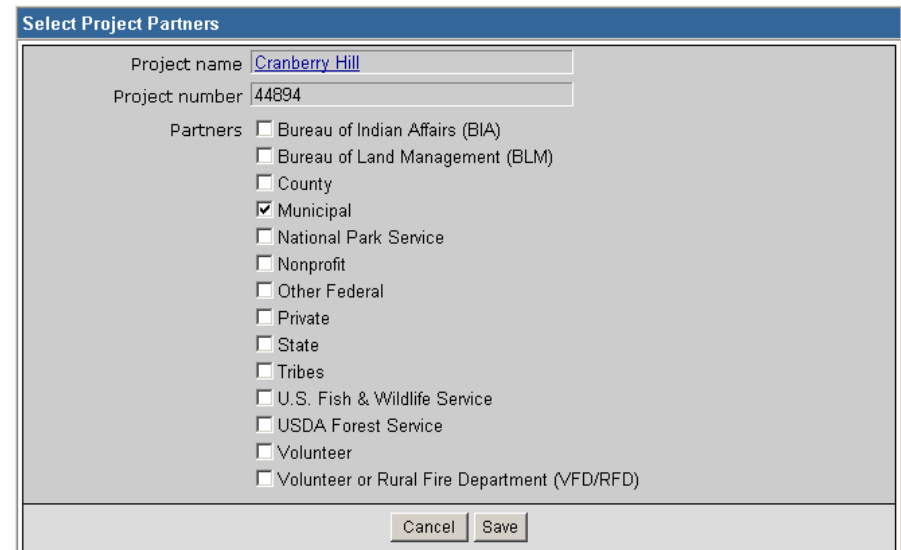 Select Project Partners
Project name Cranberry Hill
Project number 44894
Partners Bureau of Indian Affairs (BIA)
Bureau of Land Management (BLM)
County
Municipal
National Park Service
Nonprofit
Other Federal
Private
State
Tribes
U.S. Fish & Wildlife Service
USDA Forest Service
Volunteer
Volunteer or Rural Fire Department (VFD/RFD)
Cancel Save